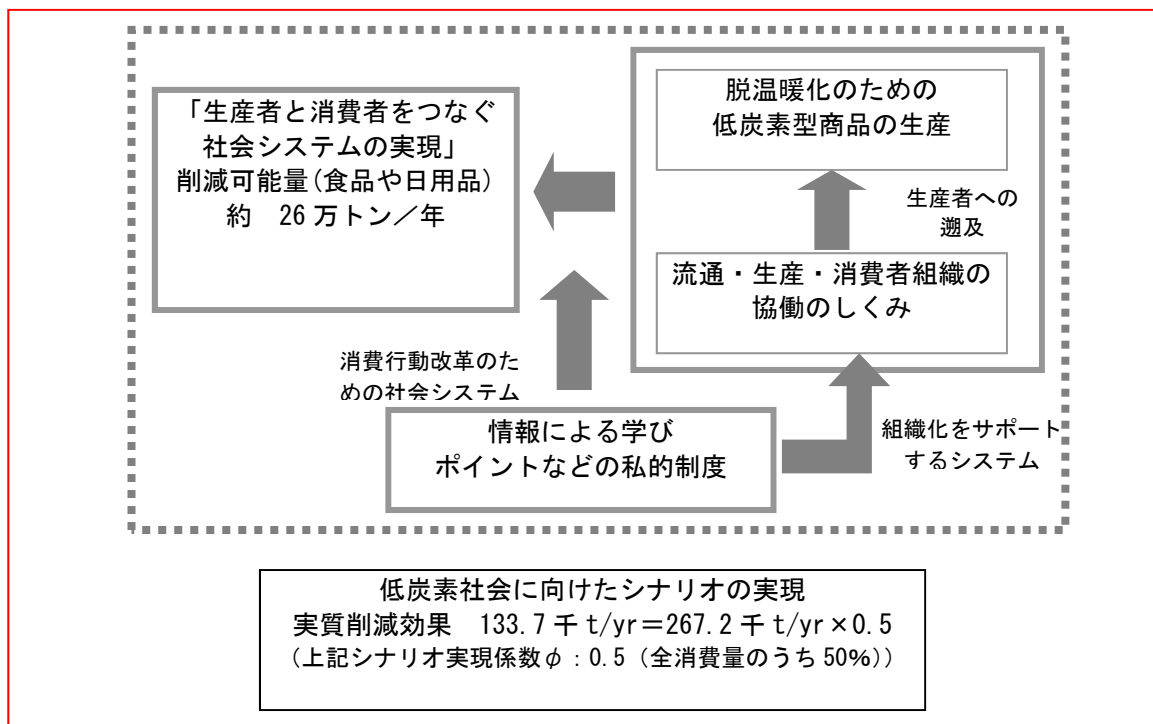 「生産者と消費者をつなぐ
社会システムの実現」
削減可能量(食品や日用品)
約 26万トン／年
脱温暖化のための
低炭素型商品の生産
生産者への
遡及
流通・生産・消費者組織の
協働のしくみ
消費行動改革のた
めの社会システム
情報による学び
ポイントなどの私的制度
組織化をサポート
するシステム
低炭素社会に向けたシナリオの実現
実質削減効果 133.7千t/yr＝267.2千t/yr×0.5
（上記シナリオ実現係数φ：0.5（全消費量のうち50%））